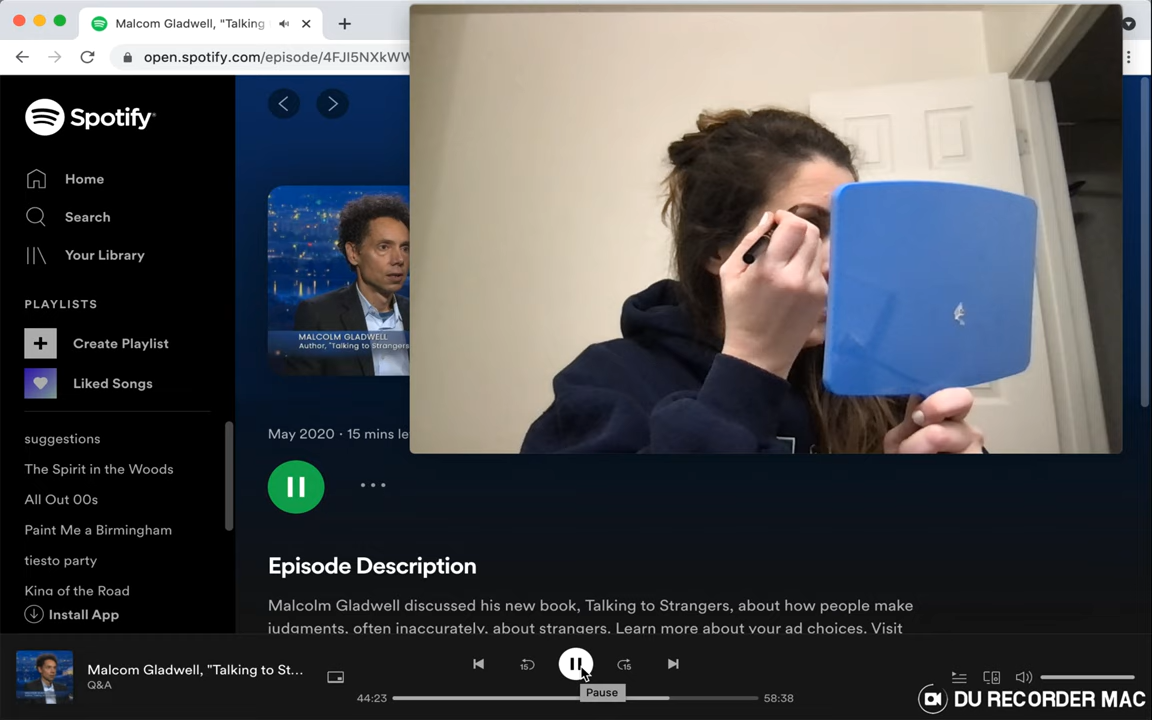 Malcom Gladwell, "Talking
open.spotify.com/episode/4FJI5NXkWW
Spotify
Home
Search
Your Library
PLAYLISTS
Create Playlist
Liked Songs
suggestions
The Spirit in the Woods
All Out 00s
Paint Me a Birmingham
tiesto party
King of the Road
Install App
MALCOLM GLADWELL
Author, "Talking to Strangers
May 2020 · 15 mins le
Episode Description
Malcolm Gladwell discussed his new book, Talking to Strangers, about how people make
judgments, often inaccurately, about strangers. Learn more about your ad choices. Visit
Malcom Gladwell, "Talking to St...
Q&A
15
15
Pause
44:23
58:38
DU RECORDER MAC